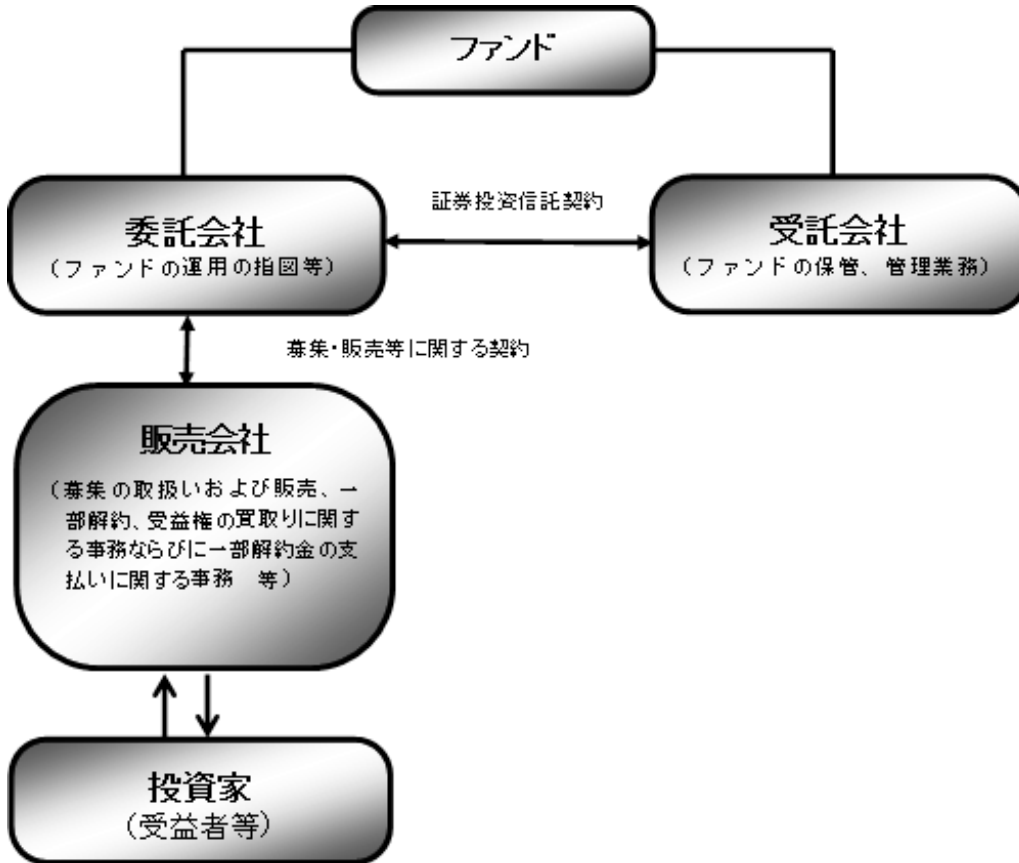 ファンド
委託会社
(ファンドの運用の指図等)
証券投資信託契約
受託会社
(ファンドの保管、管理業務)
募集・販売等に関する契約
販売会社
(募集の取扱いおよび販売、一
部解約、受益権の買取りに関す
る事務ならびに一部解約金の支
払いに関する事務　等)
投資家
(受益者等)